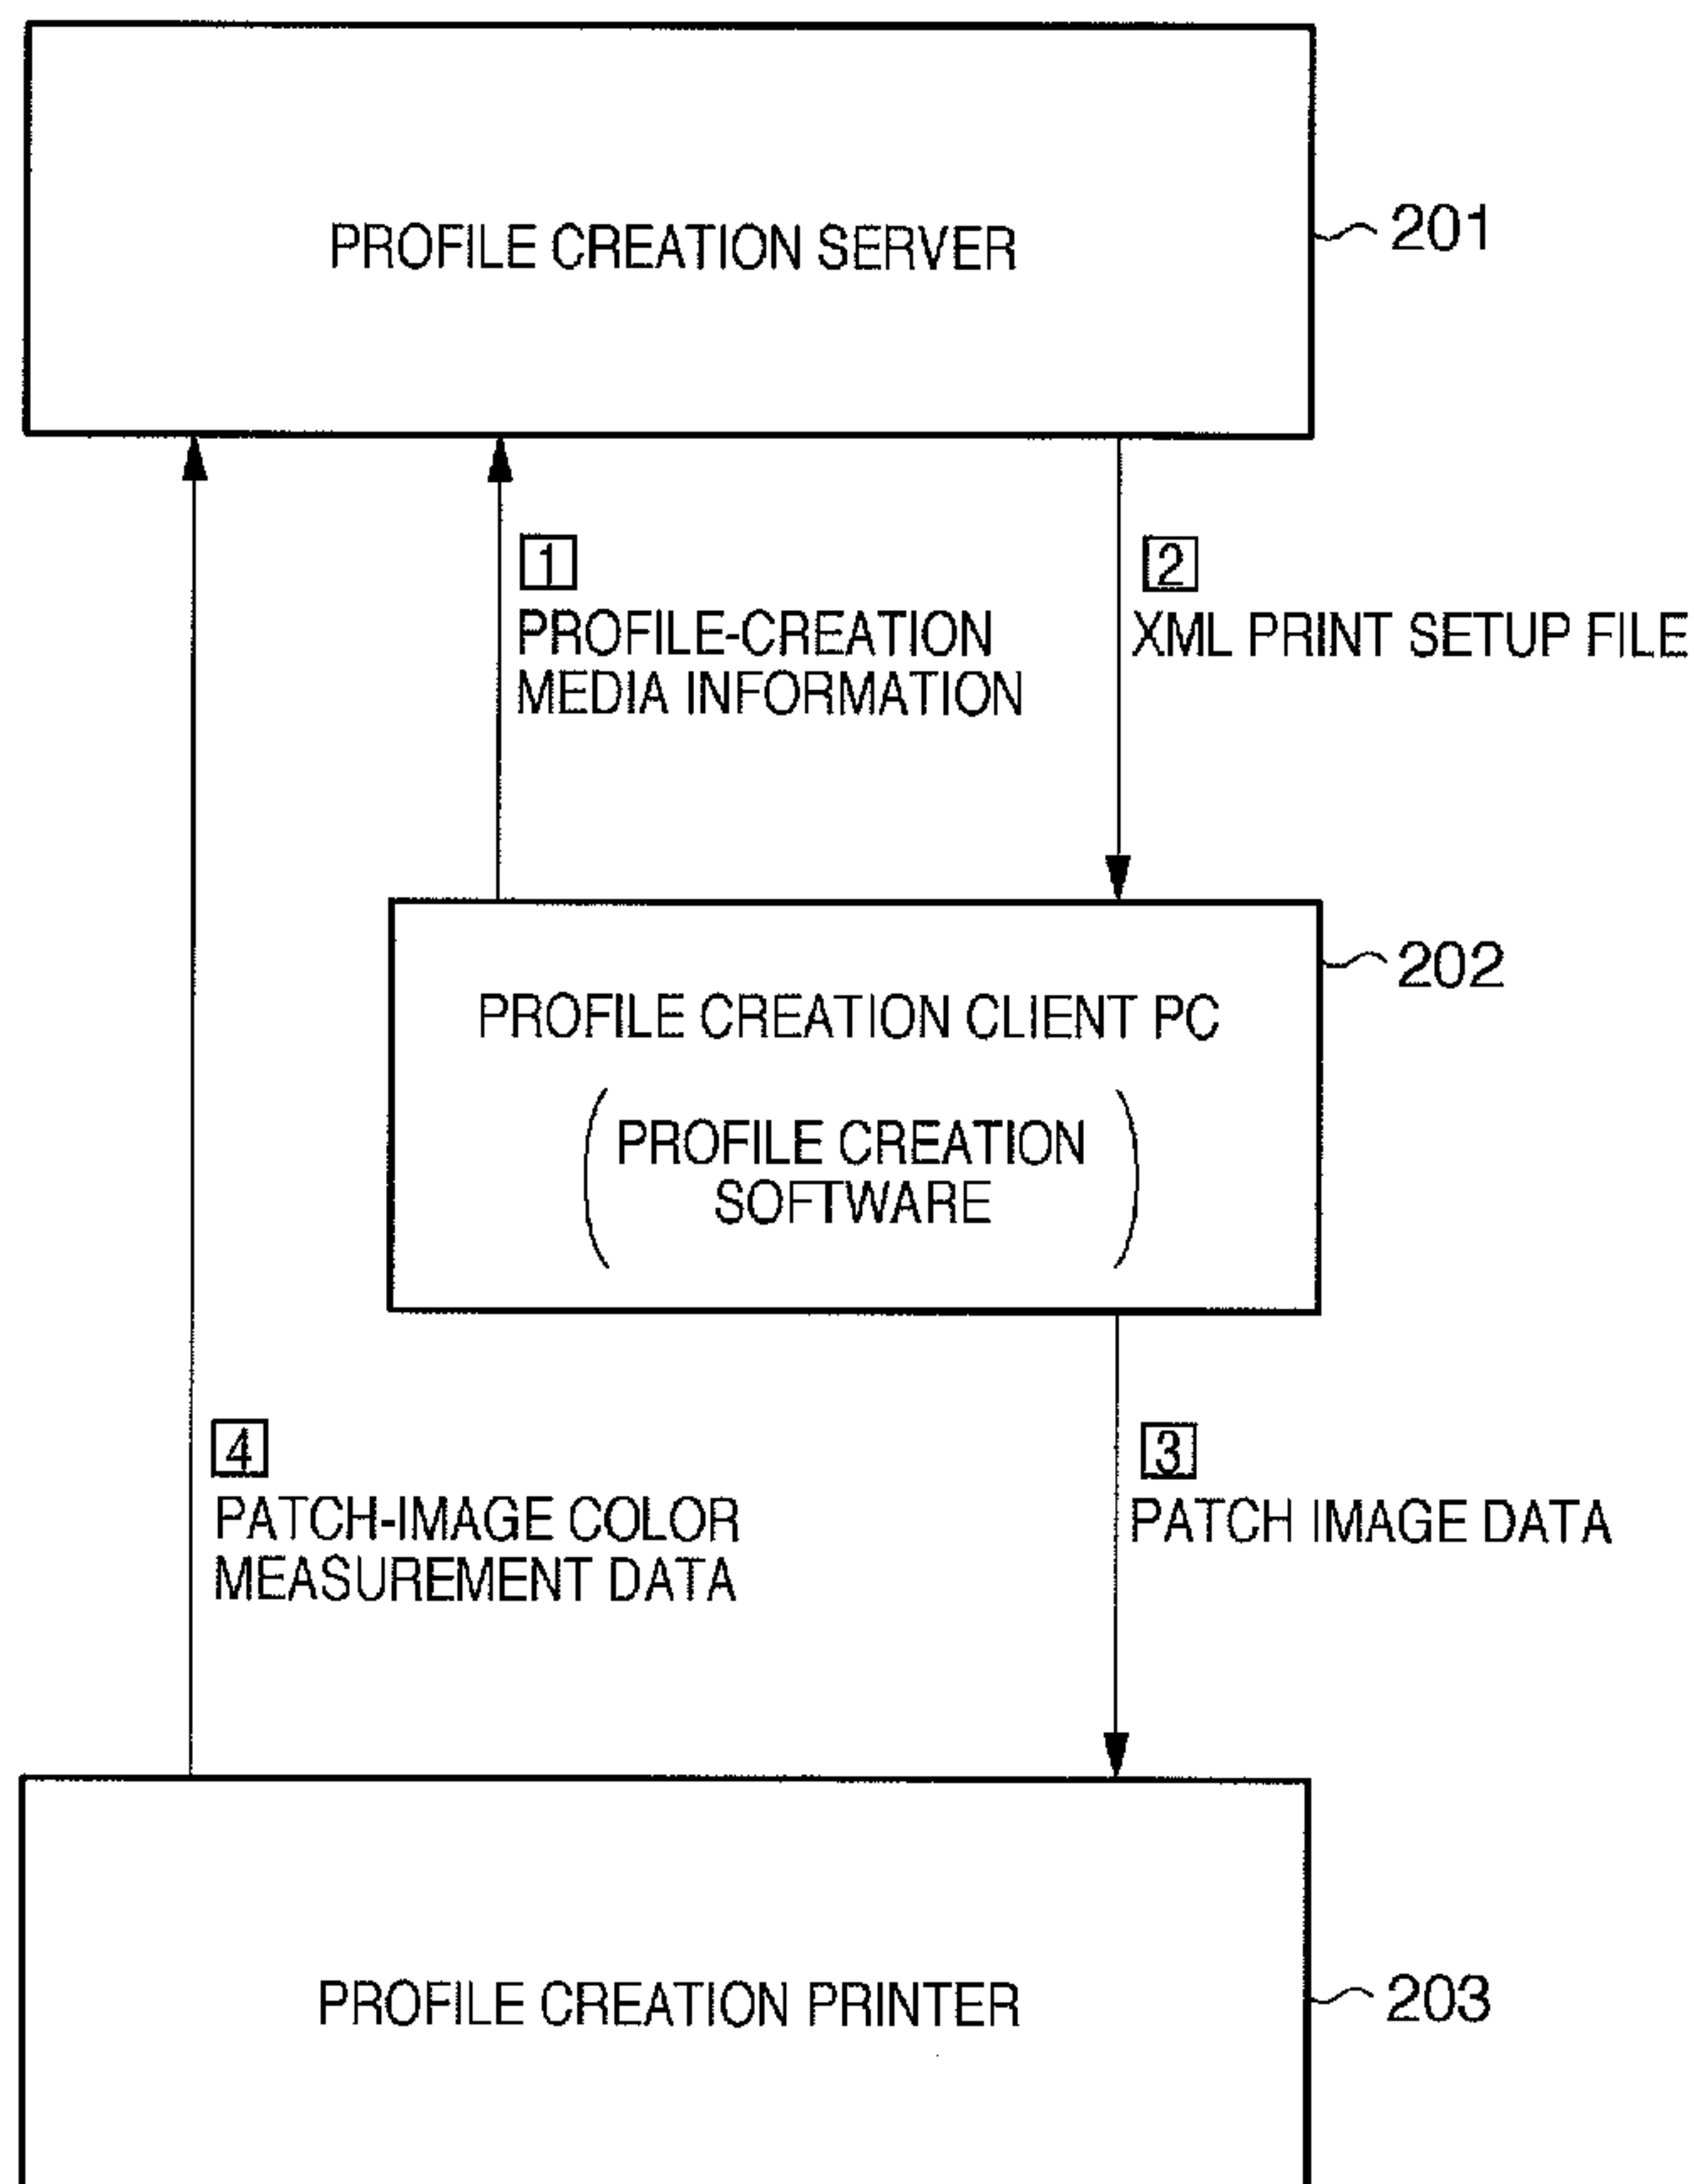 PROFILE CREATION SERVER
201
1
PROFILE-CREATION
MEDIA INFORMATION
2
XML PRINT SETUP FILE
202
PROFILE CREATION CLIENT PC
PROFILE CREATION
SOFTWARE
4
PATCH-IMAGE COLOR
MEASUREMENT DATA
3
PATCH IMAGE DATA
PROFILE CREATION PRINTER
203